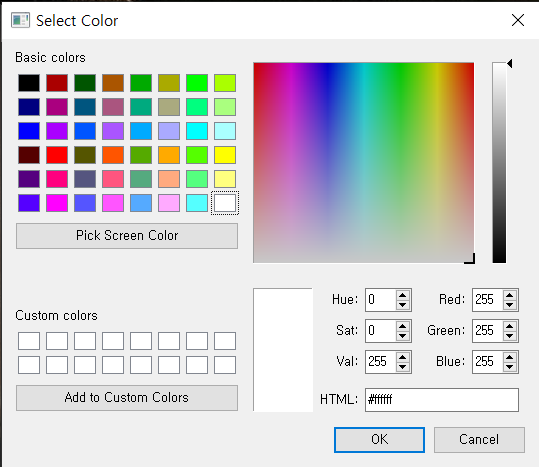 Select Color
Basic colors
Pick Screen Color
Custom colors
Add to Custom Colors
Hue: 0 Red: 255
Sat: 0 Green: 255
Val: 255 Blue: 255
HTML: #ffffff
OK Cancel